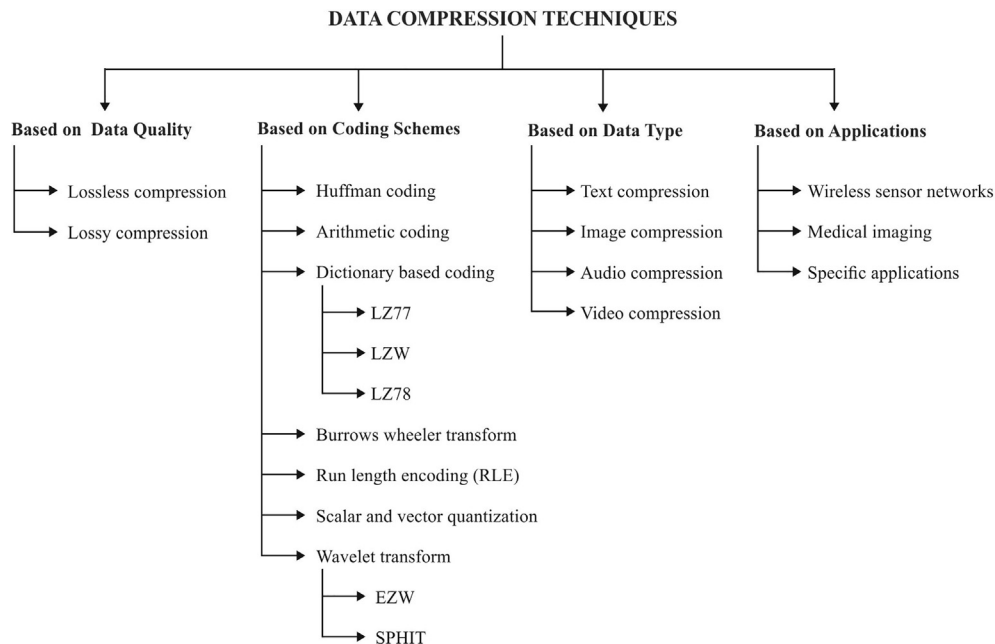 DATA COMPRESSION TECHNIQUES
Based on Data Quality
Lossless compression
Lossy compression
Based on Coding Schemes
Huffman coding
Arithmetic coding
Dictionary based coding
LZ77
LZW
LZ78
Burrows wheeler transform
Run length encoding (RLE)
Scalar and vector quantization
Wavelet transform
EZW
SPHIT
Based on Data Type
Text compression
Image compression
Audio compression
Video compression
Based on Applications
Wireless sensor networks
Medical imaging
Specific applications